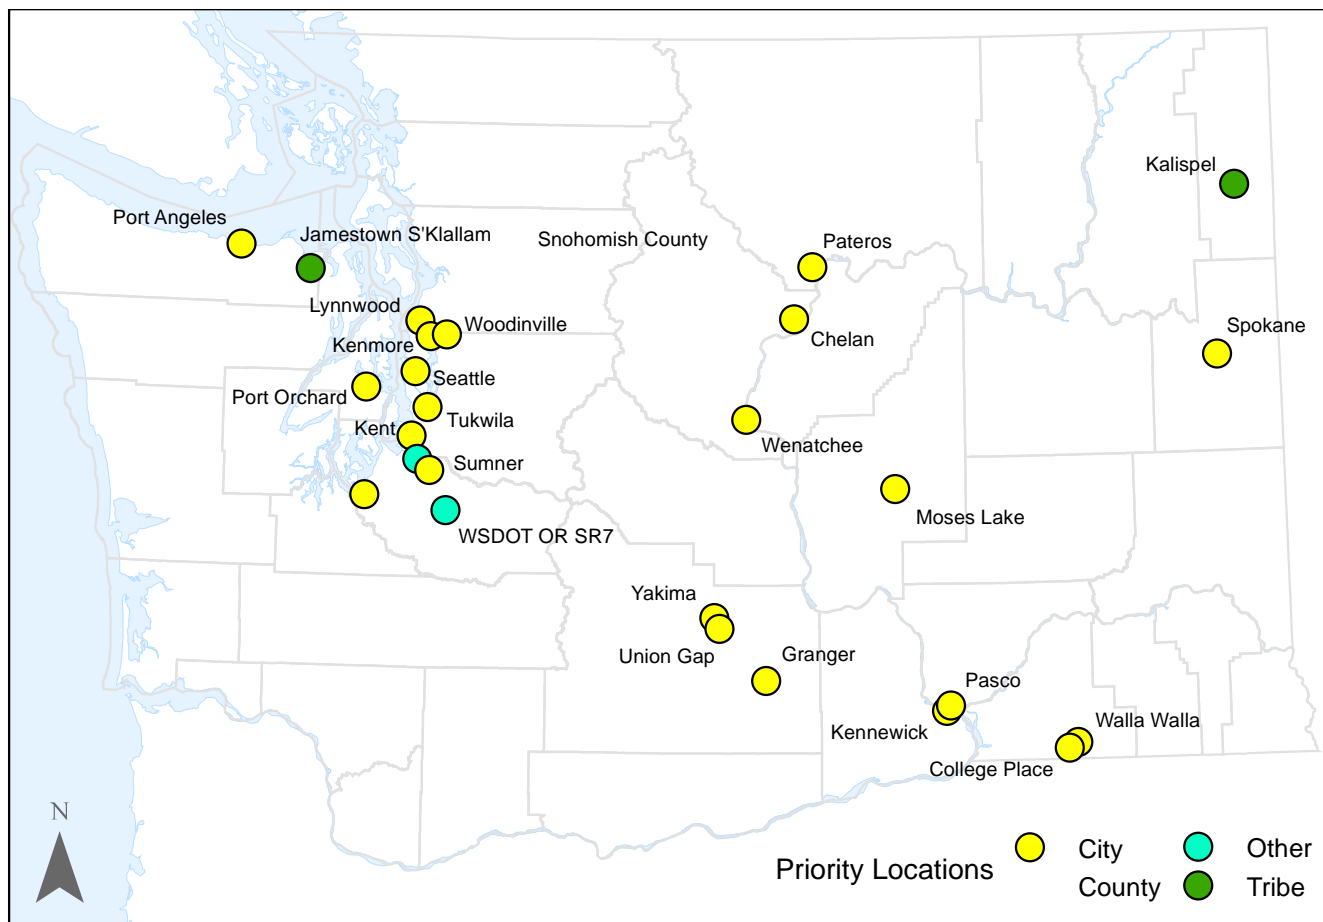 Kalispel
Port Angeles
Jamestown S'Klallam
Snohomish County
Pateros
Lynnwood
Woodinville
Chelan
Spokane
Kenmore
Seattle
Port Orchard
Tukwila
Kent
Wenatchee
Sumner
Moses Lake
WSDOT OR SR7
Yakima
Union Gap
Granger
Pasco
Kennewick
Walla Walla
College Place
N
Priority Locations
City
Other
County
Tribe